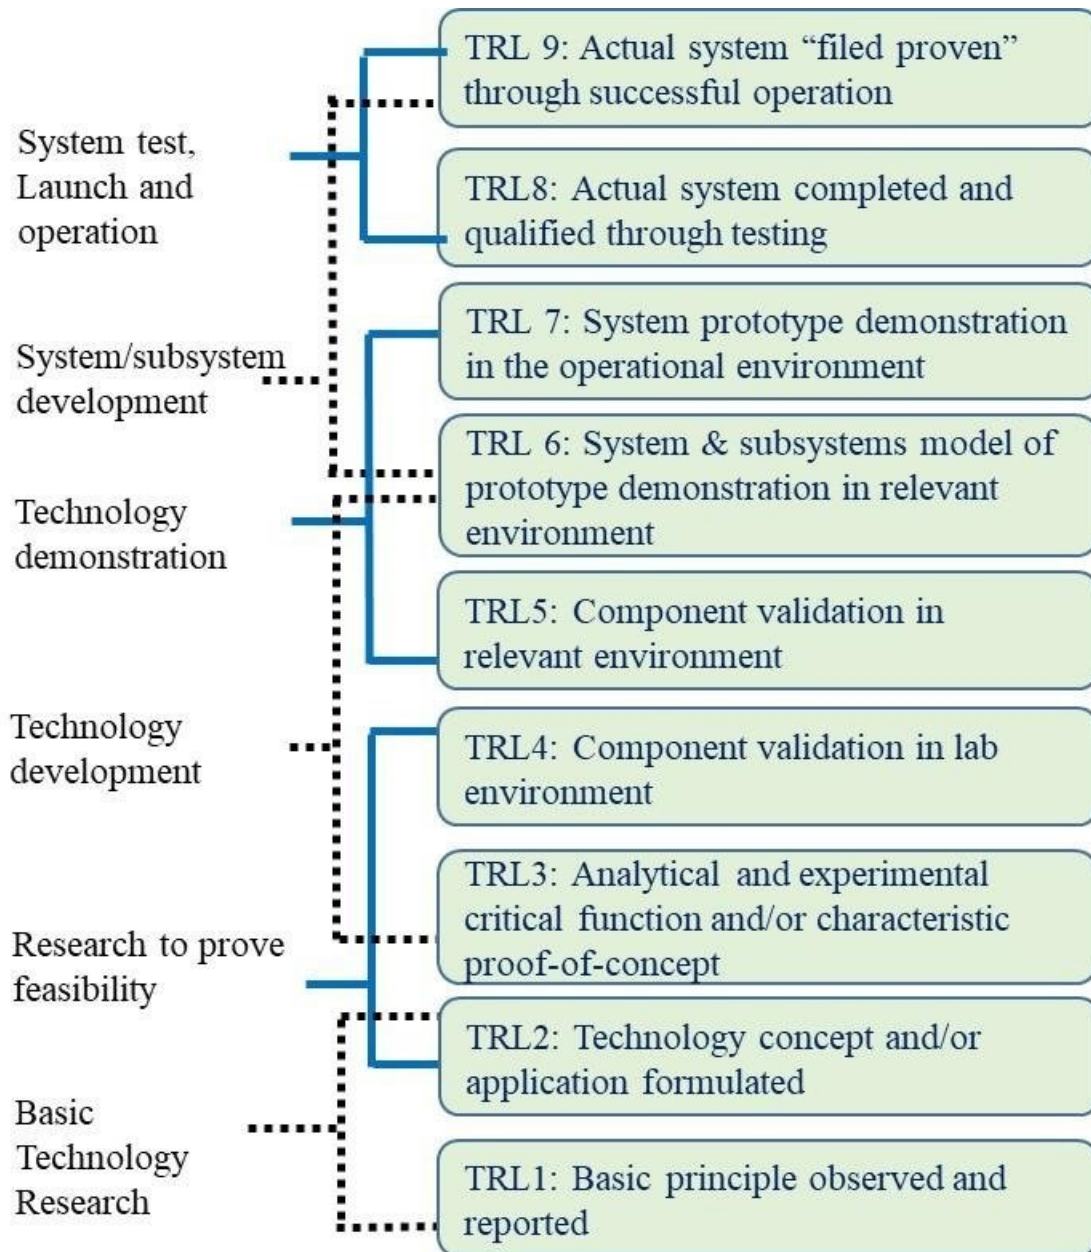 System test,
Launch and
operation
System/subsystem
development
Technology
demonstration
Technology
development
Research to prove
feasibility
Basic
Technology
Research
TRL 9: Actual system “filed proven”
through successful operation
TRL8: Actual system completed and
qualified through testing
TRL 7: System prototype demonstration
in the operational environment
TRL 6: System & subsystems model of
prototype demonstration in relevant
environment
TRL5: Component validation in
relevant environment
TRL4: Component validation in lab
environment
TRL3: Analytical and experimental
critical function and/or characteristic
proof-of-concept
TRL2: Technology concept and/or
application formulated
TRL1: Basic principle observed and
reported